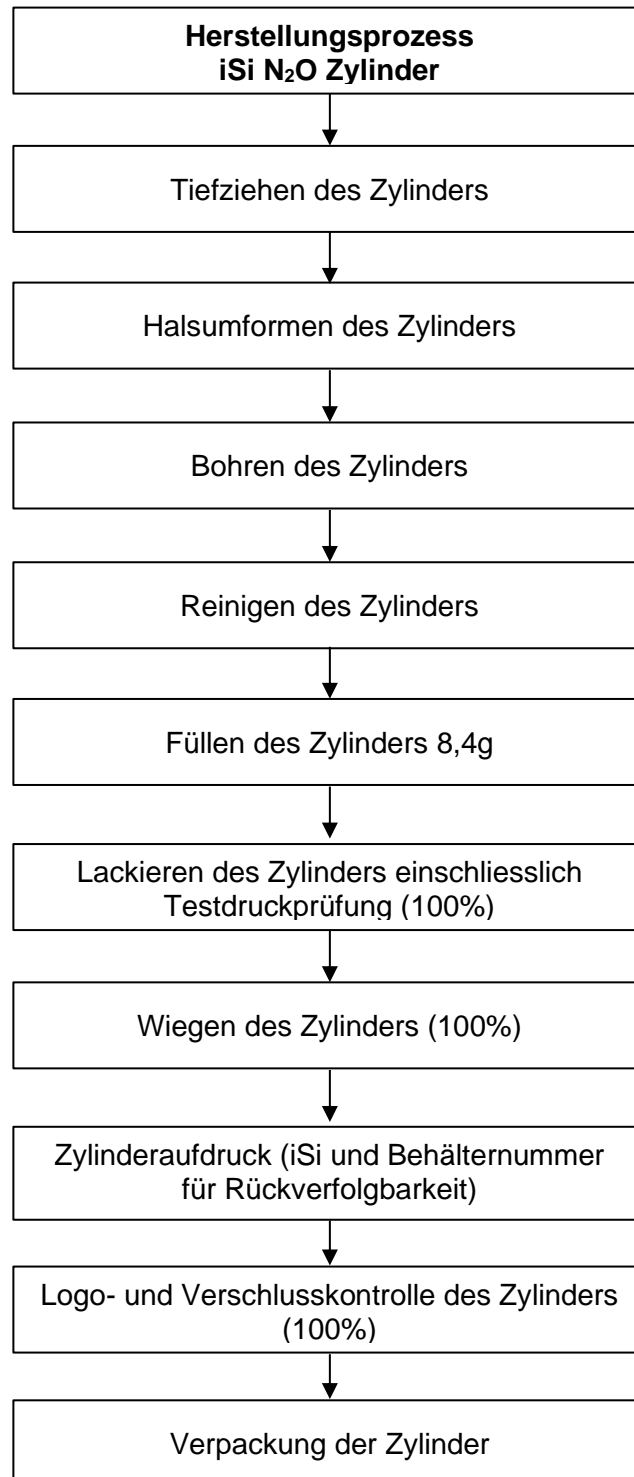 Herstellungsprozess
iSi N₂O Zylinder
Tiefziehen des Zylinders
Halsumformen des Zylinders
Bohren des Zylinders
Reinigen des Zylinders
Füllen des Zylinders 8,4g
Lackieren des Zylinders einschliesslich
Testdruckprüfung (100%)
Wiegen des Zylinders (100%)
Zylinderaufdruck (iSi und Behälternummer
für Rückverfolgbarkeit)
Logo- und Verschlusskontrolle des Zylinders
(100%)
Verpackung der Zylinder